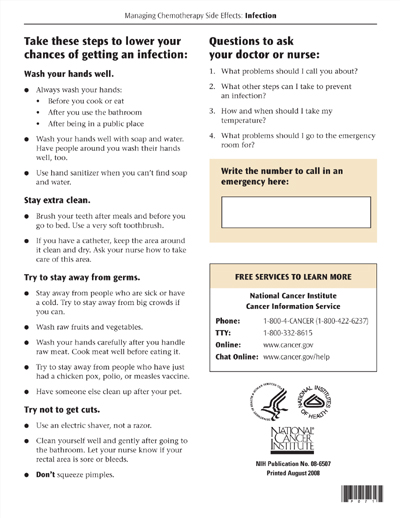 Managing Chemotherapy Side Effects: Infection
Take these steps to lower your
chances of getting an infection:
Wash your hands well.
● Always wash your hands:
• Before you cook or eat
• After you use the bathroom
• After being in a public place
● Wash your hands well with soap and water.
Have people around you wash their hands
well, too.
● Use hand sanitizer when you can't find soap
and water.
Stay extra clean.
● Brush your teeth after meals and before you
go to bed. Use a very soft toothbrush.
● If you have a catheter, keep the area around
it clean and dry. Ask your nurse how to take
care of this area.
Try to stay away from germs.
● Stay away from people who are sick or have
a cold. Try to stay away from big crowds if
you can.
● Wash raw fruits and vegetables.
● Wash your hands carefully after you handle
raw meat. Cook meat well before eating it.
● Try to stay away from people who have just
had a chicken pox, polio, or measles vaccine.
● Have someone else clean up after your pet.
Try not to get cuts.
● Use an electric shaver, not a razor.
● Clean yourself well and gently after going to
the bathroom. Let your nurse know if your
rectal area is sore or bleeds.
● Don't squeeze pimples.
Questions to ask
your doctor or nurse:
1. What problems should I call you about?
2. What other steps can I take to prevent
an infection?
3. How and when should I take my
temperature?
4. What problems should I go to the emergency
room for?
Write the number to call in an
emergency here:
FREE SERVICES TO LEARN MORE
National Cancer Institute
Cancer Information Service
Phone: 1-800-4-CANCER (1-800-422-6237)
TTY: 1-800-332-8615
Online: www.cancer.gov
Chat Online: www.cancer.gov/help
NATIONAL INSTITUTES
OF HEALTH
NATIONAL
CANCER
INSTITUTE
NIH Publication No. 08-6507
Printed August 2008